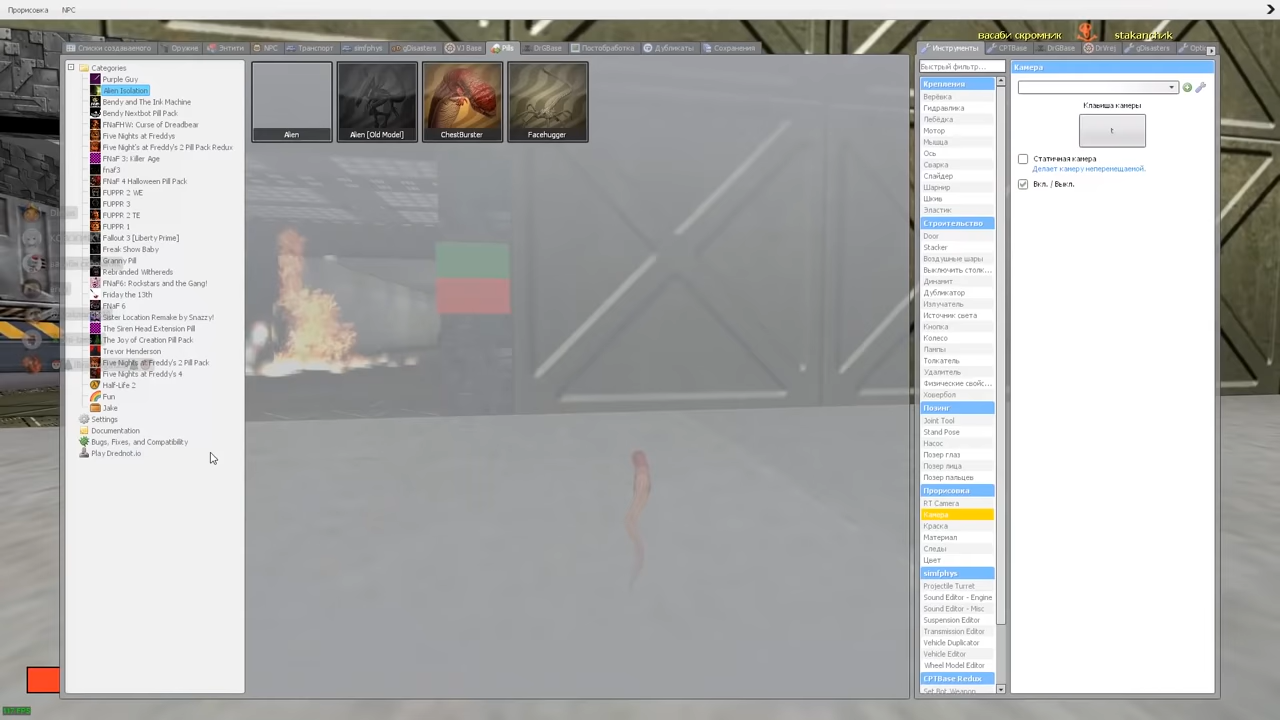 Прорисовка NPC
васаби скромник stakanchik
Списки создаваемого Оружие Энтити NPC Транспорт simfphys gDisasters VJ Base Pills DrGBase Постобработка Дубликаты Сохранения
Инструменты CPTBase DrGBase DrVrej gDisasters
Categories
Purple Guy
Alien Isolation
Bendy and The Ink Machine
Bendy Nextbot Pill Pack
FNaFHW: Curse of Dreadbear
Five Nights at Freddys
Five Night's at Freddy's 2 Pill Pack Redux
FNaF 3: Killer Age
fnaf3
FNaF 4 Halloween Pill Pack
FUPPR 2 WE
FUPPR 3
FUPPR 2 TE
FUPPR 1
Fallout 3 [Liberty Prime]
Freak Show Baby
Granny Pill
Rebranded Withereds
FNaF6: Rockstars and the Gang!
Friday the 13th
FNaF 6
Sister Location Remake by Snazzy!
The Siren Head Extension Pill
The Joy of Creation Pill Pack
Trevor Henderson
Five Nights at Freddy's 2 Pill Pack
Five Nights at Freddy's 4
Half-Life 2
Fun
Jake
Settings
Documentation
Bugs, Fixes, and Compatibility
Play Drednot.io
Alien
Alien [Old Model]
ChestBurster
Facehugger
Быстрый фильтр...
Крепления
Верёвка
Гидравлика
Лебёдка
Мотор
Мышца
Ось
Сварка
Слайдер
Шарнир
Шкив
Эластик
Строительство
Door
Stacker
Воздушные шары
Выключить столк...
Динамит
Дубликатор
Излучатель
Источник света
Кнопка
Колесо
Лампы
Толкатель
Удалитель
Физические свойс...
Ховербол
Позинг
Joint Tool
Stand Pose
Насос
Позер глаз
Позер лица
Позер пальцев
Прорисовка
RT Camera
Камера
Краска
Материал
Следы
Цвет
simfphys
Projectile Turret
Sound Editor - Engine
Sound Editor - Misc
Suspension Editor
Transmission Editor
Vehicle Duplicator
Vehicle Editor
Wheel Model Editor
CPTBase Redux
Set Bot Weapon
Камера
Клавиша камеры
t
Статичная камера
Делает камеру неперемещаемой.
Вкл. / Выкл.